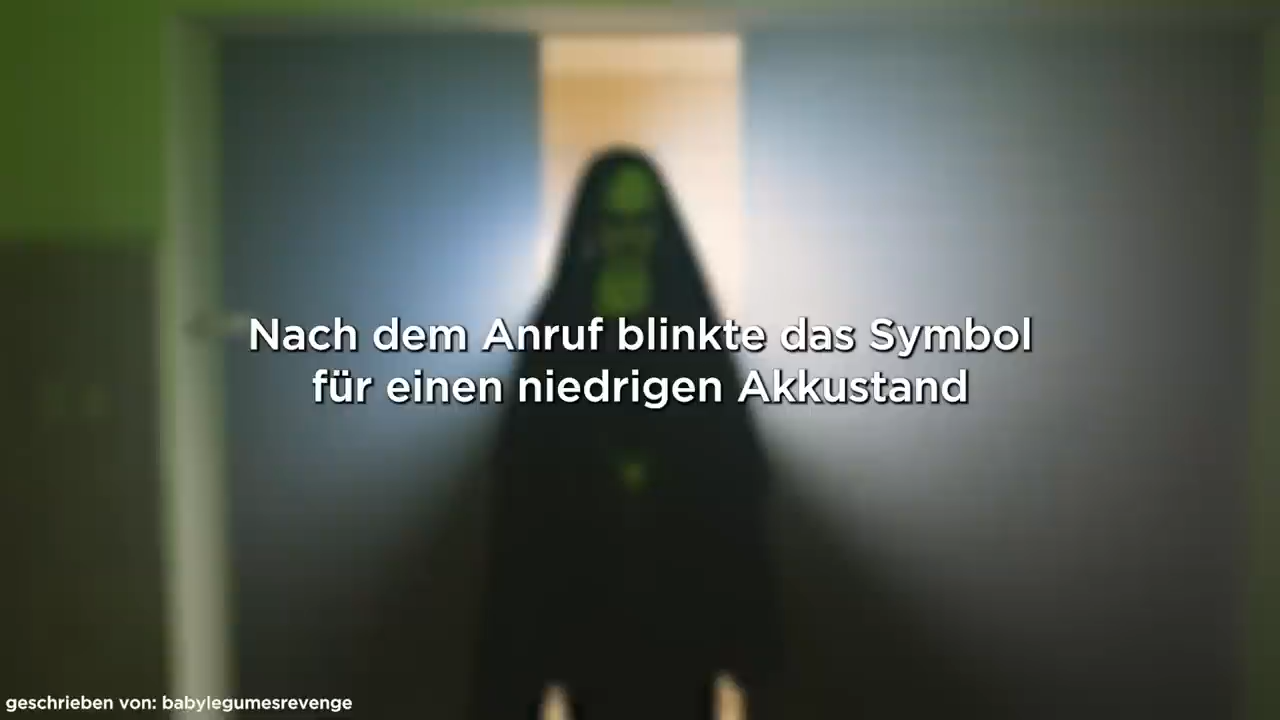 Nach dem Anruf blinkte das Symbol
für einen niedrigen Akkustand
geschrieben von: babylegumesrevenge